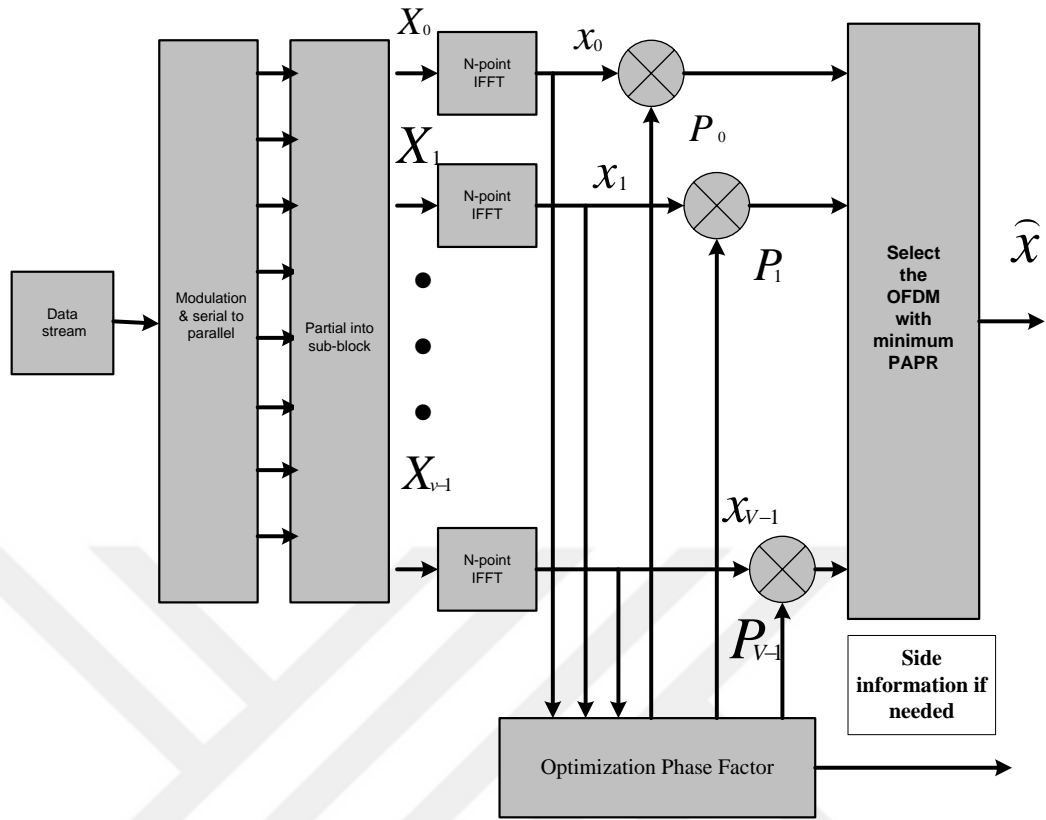 X₀
x₀
N-point
IFFT
P₀
X₁
x₁
N-point
IFFT
P₁
Data
stream
Modulation
& serial to
parallel
Partial into
sub-block
Select
the
OFDM
with
minimum
PAPR
x̂
Xᵥ₋₁
x_{V-1}
N-point
IFFT
P_{V-1}
Side
information if
needed
Optimization Phase Factor